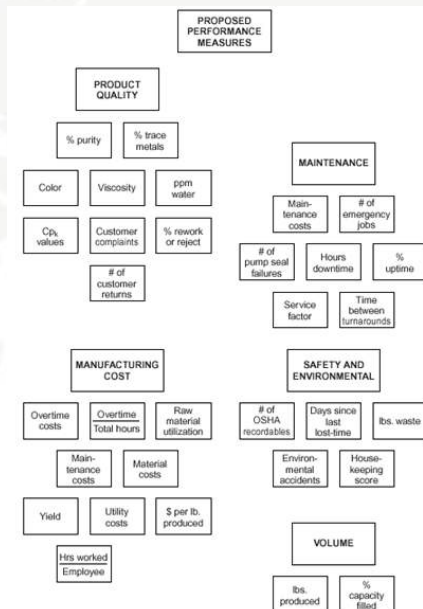 PROPOSED
PERFORMANCE
MEASURES
PRODUCT
QUALITY
% purity
% trace
metals
Color
Viscosity
ppm
water
Cpk
values
Customer
complaints
% rework
or reject
# of
customer
returns
MAINTENANCE
Main-
tenance
costs
# of
emergency
jobs
# of
pump seal
failures
Hours
downtime
%
uptime
Service
factor
Time
between
turnarounds
MANUFACTURING
COST
Overtime
costs
Overtime
Total hours
Raw
material
utilization
Main-
tenance
costs
Material
costs
Yield
Utility
costs
$ per lb.
produced
Hrs worked
Employee
SAFETY AND
ENVIRONMENTAL
# of
OSHA
recordables
Days since
last
lost-time
lbs. waste
Environ-
mental
accidents
House-
keeping
score
VOLUME
lbs.
produced
%
capacity
filled